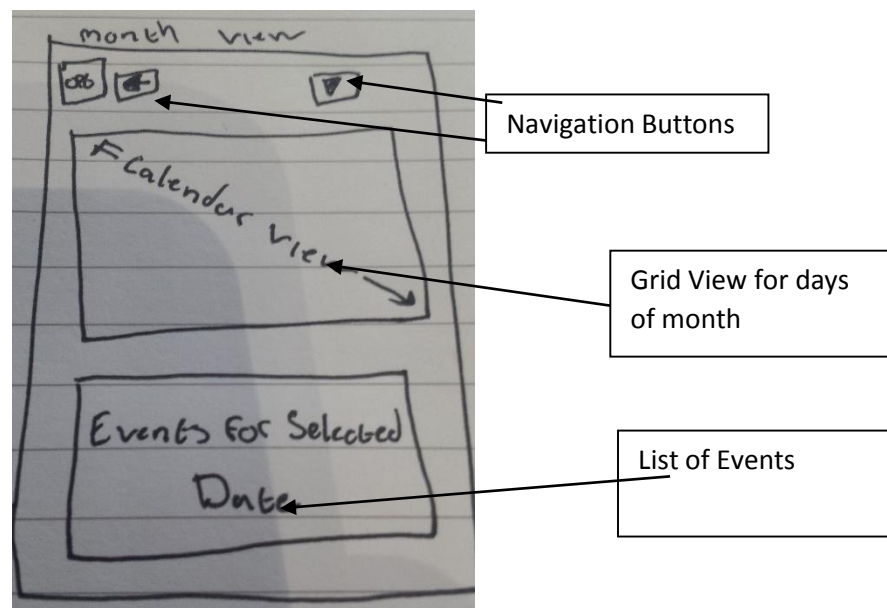 month view
Navigation Buttons
Calendar view
Grid View for days
of month
Events For Selected
Date
List of Events